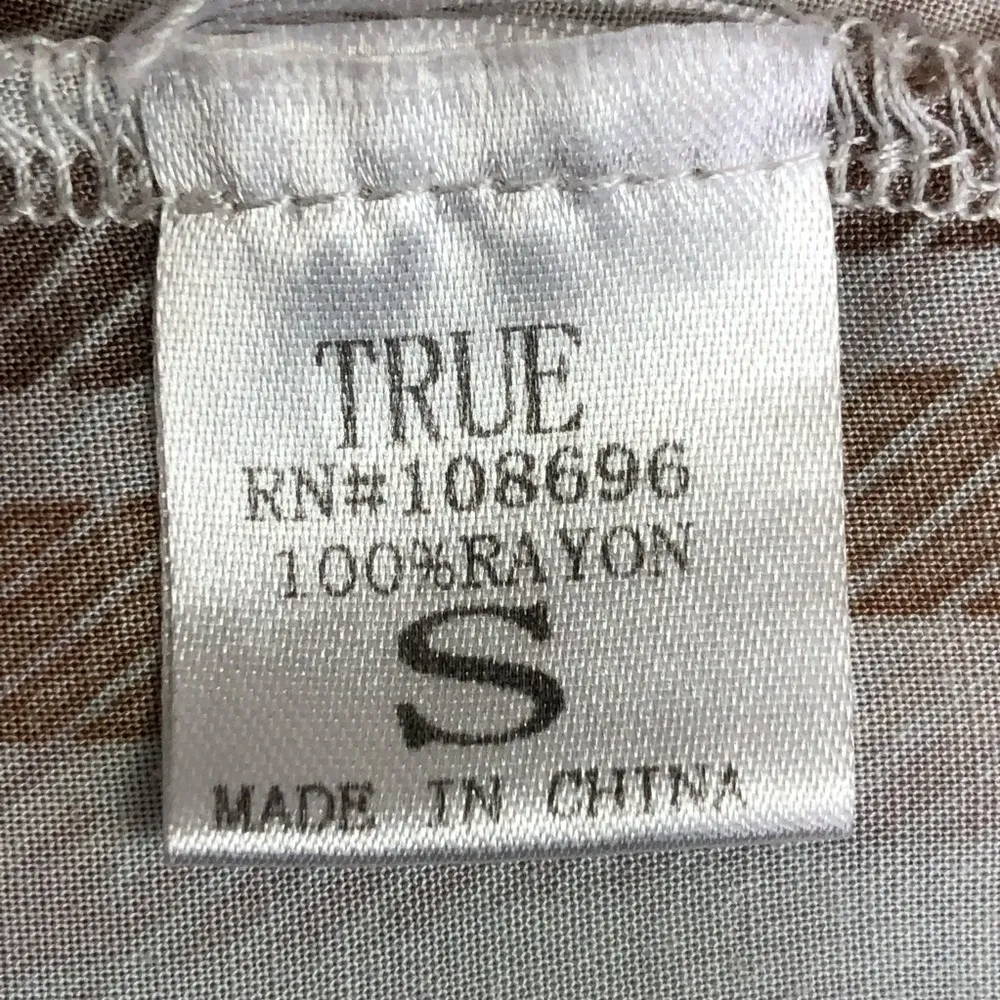 TRUE
RN#108696
100%RAYON
S
MADE IN CHINA